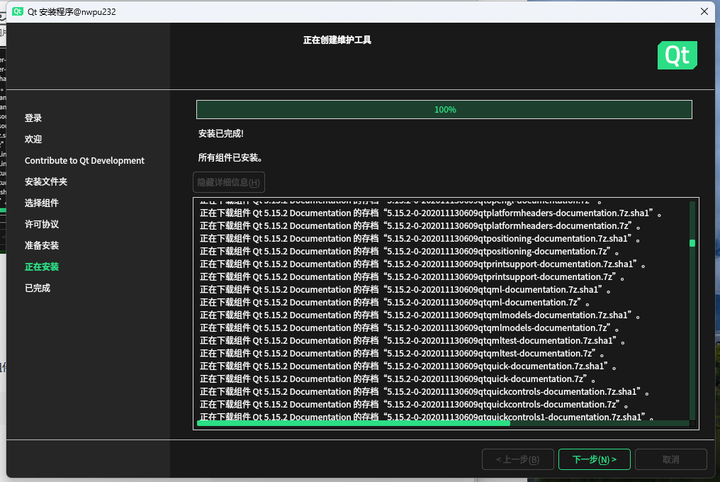 Qt Qt 安装程序@nwpu232
正在创建维护工具
Qt
100%
安装已完成!
所有组件已安装。
隐藏详细信息(H)
登录
欢迎
Contribute to Qt Development
安装文件夹
选择组件
许可协议
准备安装
正在安装
已完成
正在下载组件 Qt 5.15.2 Documentation 的存档 “5.15.2-0-202011130609qtopengl-documentation.7z”。
正在下载组件 Qt 5.15.2 Documentation 的存档 “5.15.2-0-202011130609qtplatformheaders-documentation.7z.sha1”。
正在下载组件 Qt 5.15.2 Documentation 的存档 “5.15.2-0-202011130609qtplatformheaders-documentation.7z”。
正在下载组件 Qt 5.15.2 Documentation 的存档 “5.15.2-0-202011130609qtpositioning-documentation.7z.sha1”。
正在下载组件 Qt 5.15.2 Documentation 的存档 “5.15.2-0-202011130609qtpositioning-documentation.7z”。
正在下载组件 Qt 5.15.2 Documentation 的存档 “5.15.2-0-202011130609qtprintsupport-documentation.7z.sha1”。
正在下载组件 Qt 5.15.2 Documentation 的存档 “5.15.2-0-202011130609qtprintsupport-documentation.7z”。
正在下载组件 Qt 5.15.2 Documentation 的存档 “5.15.2-0-202011130609qtqml-documentation.7z.sha1”。
正在下载组件 Qt 5.15.2 Documentation 的存档 “5.15.2-0-202011130609qtqml-documentation.7z”。
正在下载组件 Qt 5.15.2 Documentation 的存档 “5.15.2-0-202011130609qtqmlmodels-documentation.7z.sha1”。
正在下载组件 Qt 5.15.2 Documentation 的存档 “5.15.2-0-202011130609qtqmlmodels-documentation.7z”。
正在下载组件 Qt 5.15.2 Documentation 的存档 “5.15.2-0-202011130609qtqmltest-documentation.7z.sha1”。
正在下载组件 Qt 5.15.2 Documentation 的存档 “5.15.2-0-202011130609qtqmltest-documentation.7z”。
正在下载组件 Qt 5.15.2 Documentation 的存档 “5.15.2-0-202011130609qtquick-documentation.7z.sha1”。
正在下载组件 Qt 5.15.2 Documentation 的存档 “5.15.2-0-202011130609qtquick-documentation.7z”。
正在下载组件 Qt 5.15.2 Documentation 的存档 “5.15.2-0-202011130609qtquickcontrols-documentation.7z.sha1”。
正在下载组件 Qt 5.15.2 Documentation 的存档 “5.15.2-0-202011130609qtquickcontrols-documentation.7z”。
正在下载组件 Qt 5.15.2 Documentation 的存档 “5.15.2-0-202011130609qtquickcontrols1-documentation.7z.sha1”。
< 上一步(B)
下一步(N) >
取消